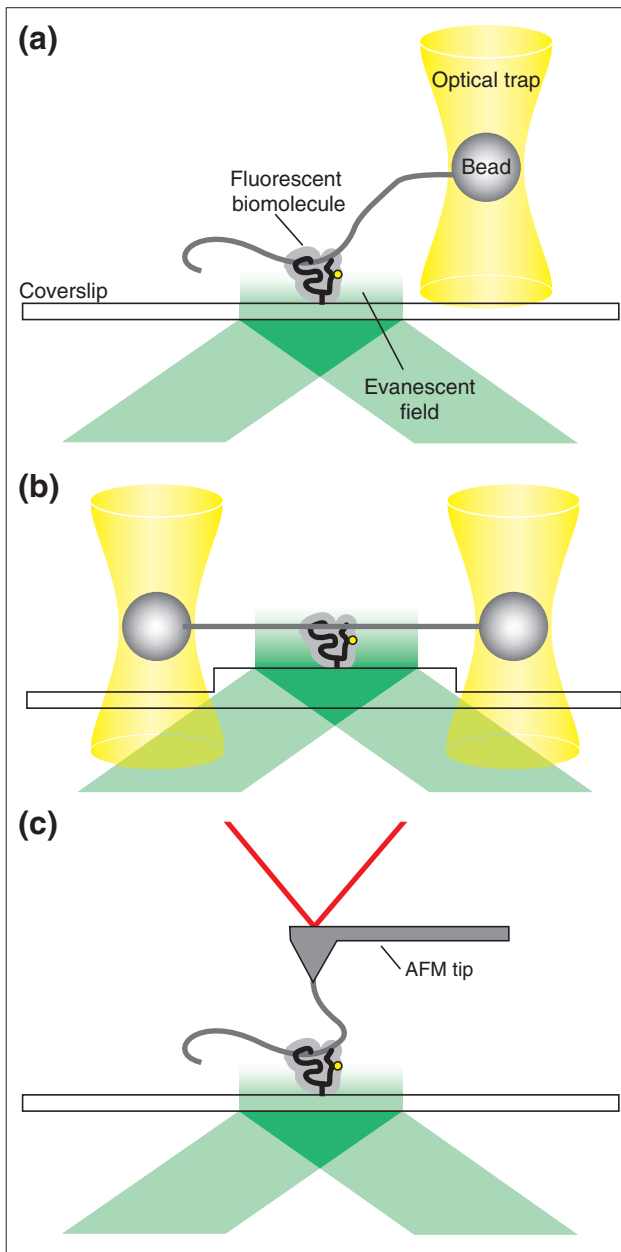 (a)
Optical trap
Bead
Fluorescent
biomolecule
Coverslip
Evanescent
field
(b)
(c)
AFM tip